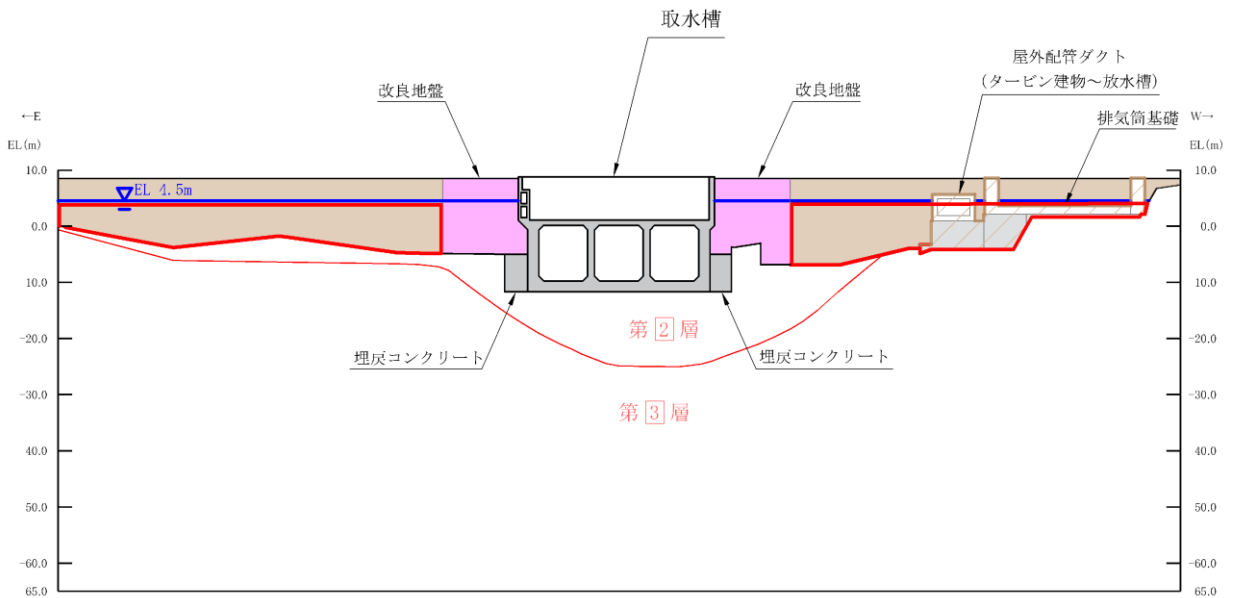 取水槽
屋外配管ダクト
(タービン建物～放水槽)
改良地盤
改良地盤
排気筒基礎
←E
W→
EL(m)
EL(m)
10.0
10.0
EL 4.5m
0.0
0.0
10.0
10.0
第2層
-20.0
-20.0
埋戻コンクリート
埋戻コンクリート
-30.0
-30.0
第3層
40.0
40.0
50.0
50.0
-60.0
-60.0
65.0
65.0